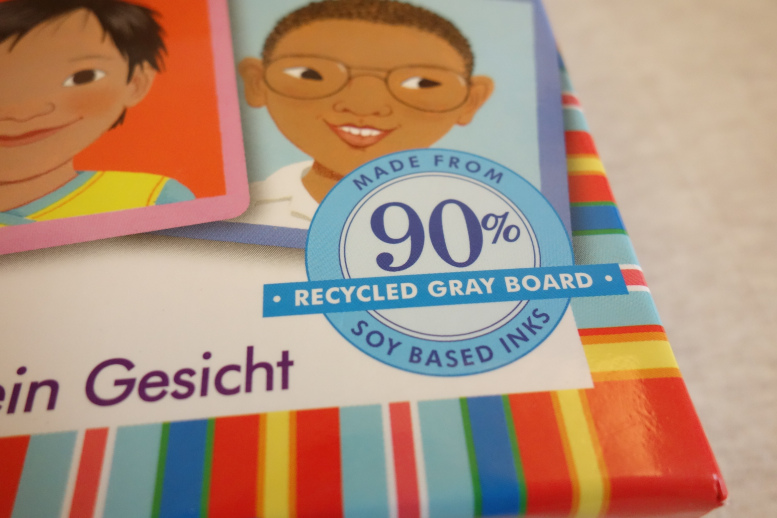 MADE FROM
90%
• RECYCLED GRAY BOARD •
SOY BASED INKS
ein Gesicht